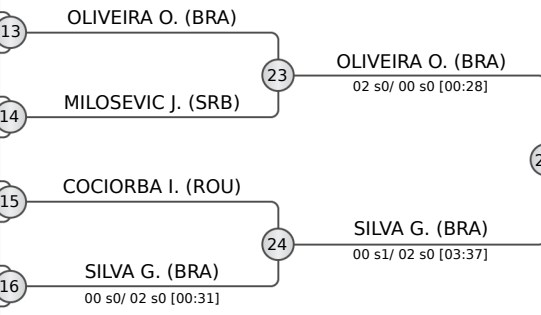 OLIVEIRA O. (BRA)
13
23
OLIVEIRA O. (BRA)
02 s0/ 00 s0 [00:28]
MILOSEVIC J. (SRB)
14
COCIORBA I. (ROU)
15
24
SILVA G. (BRA)
00 s1/ 02 s0 [03:37]
SILVA G. (BRA)
16
00 s0/ 02 s0 [00:31]